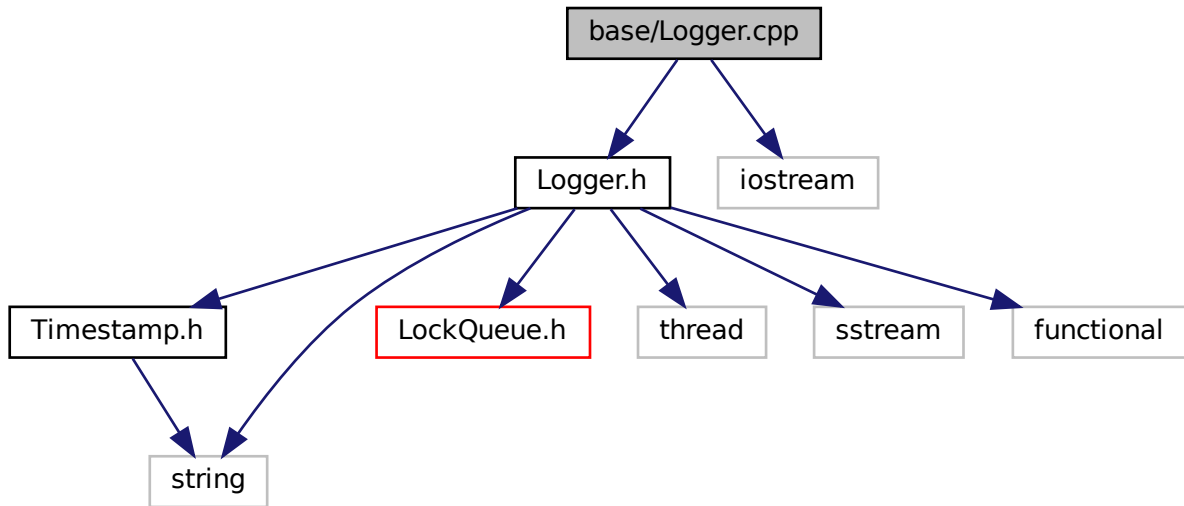 base/Logger.cpp
Logger.h
iostream
Timestamp.h
LockQueue.h
thread
sstream
functional
string